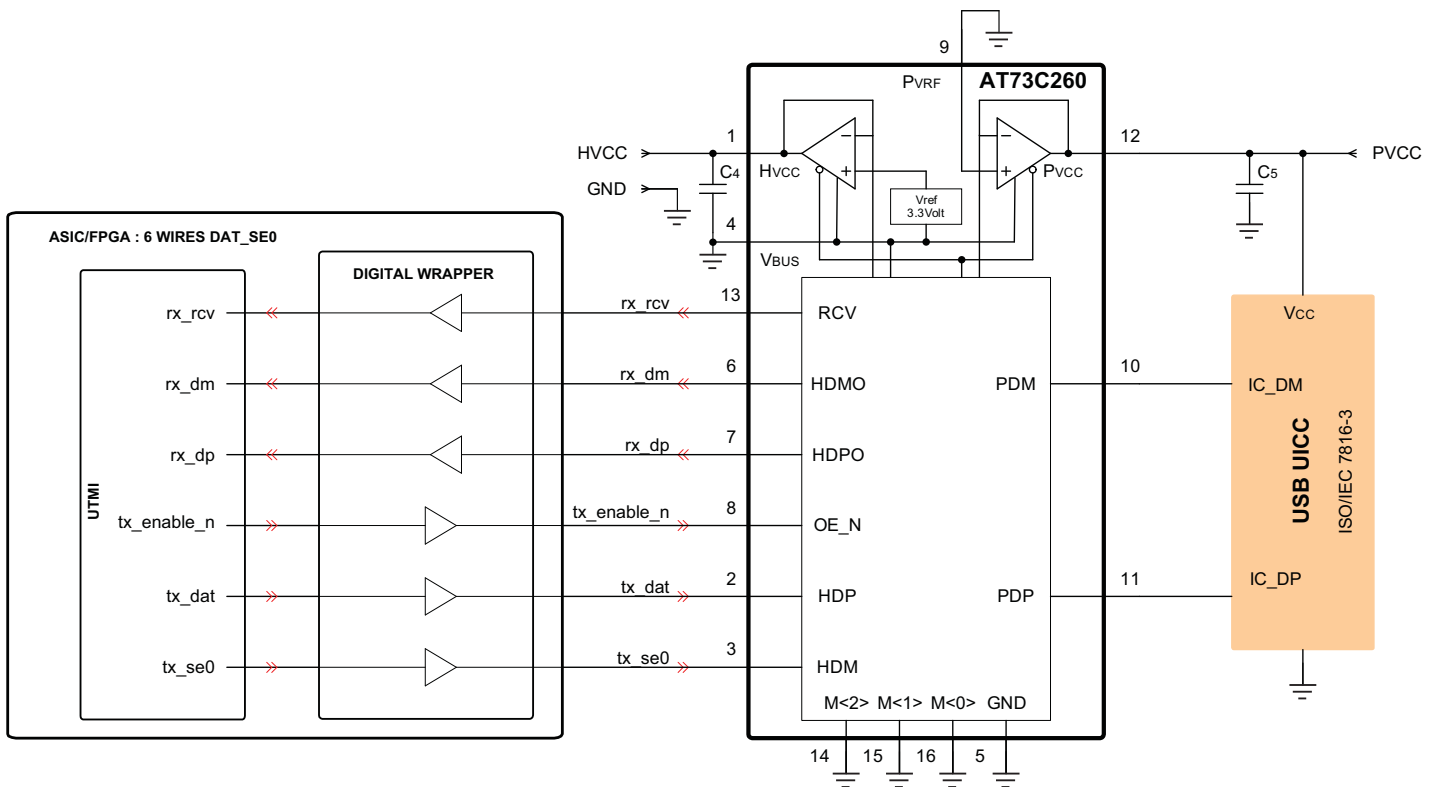 9
PVRF
AT73C260
1
12
HVCC
HVCC
PVCC
PVCC
C4
C5
GND
Vref
3.3Volt
4
VBUS
ASIC/FPGA : 6 WIRES DAT_SE0
DIGITAL WRAPPER
UTMI
rx_rcv
rx_rcv
13
RCV
rx_dm
rx_dm
6
HDMO
PDM
10
IC_DM
rx_dp
rx_dp
7
HDPO
tx_enable_n
tx_enable_n
8
OE_N
tx_dat
tx_dat
2
HDP
PDP
11
IC_DP
tx_se0
tx_se0
3
HDM
VCC
USB UICC
ISO/IEC 7816-3
M<2> M<1> M<0> GND
14 15 16 5
- +
- +